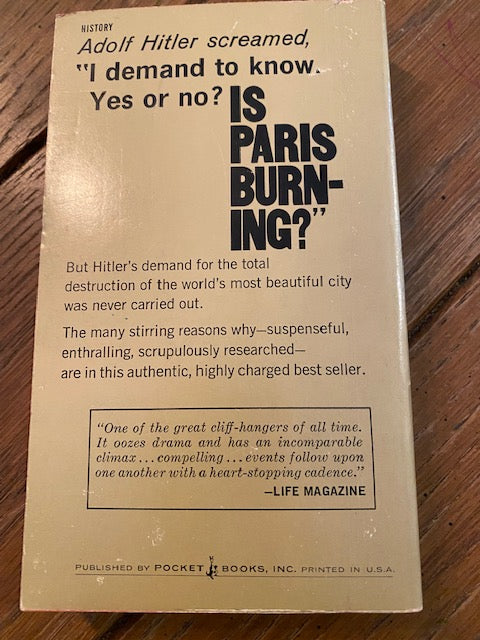 HISTORY
Adolf Hitler screamed,
"I demand to know.
Yes or no? IS
PARIS
BURN-
ING?"
But Hitler's demand for the total
destruction of the world's most beautiful city
was never carried out.
The many stirring reasons why—suspenseful,
enthralling, scrupulously researched—
are in this authentic, highly charged best seller.
"One of the great cliff-hangers of all time.
It oozes drama and has an incomparable
climax...compelling...events follow upon
one another with a heart-stopping cadence."
—LIFE MAGAZINE
PUBLISHED BY POCKET BOOKS, INC. PRINTED IN U.S.A.